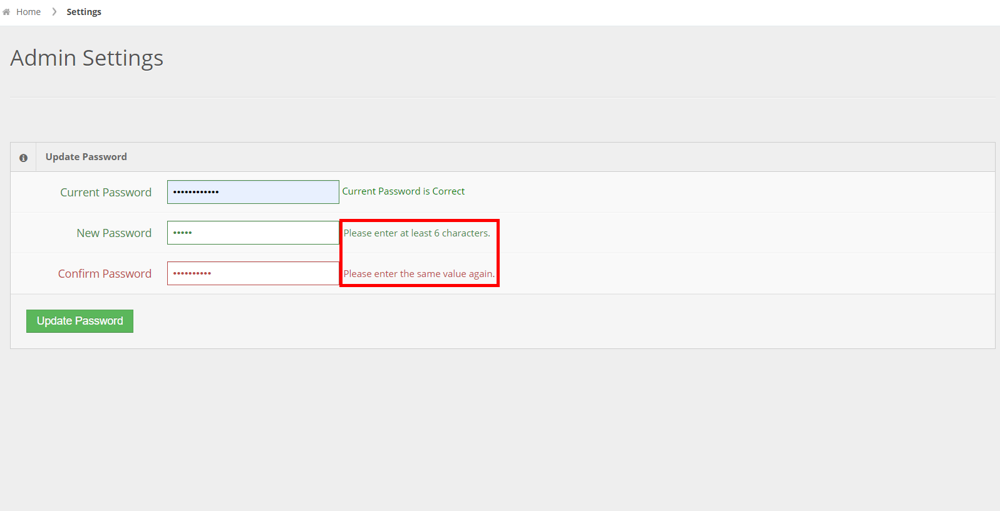 Home Settings
Admin Settings
Update Password
Current Password •••••••••••• Current Password is Correct
New Password ••••• Please enter at least 6 characters.
Confirm Password •••••••••• Please enter the same value again.
Update Password